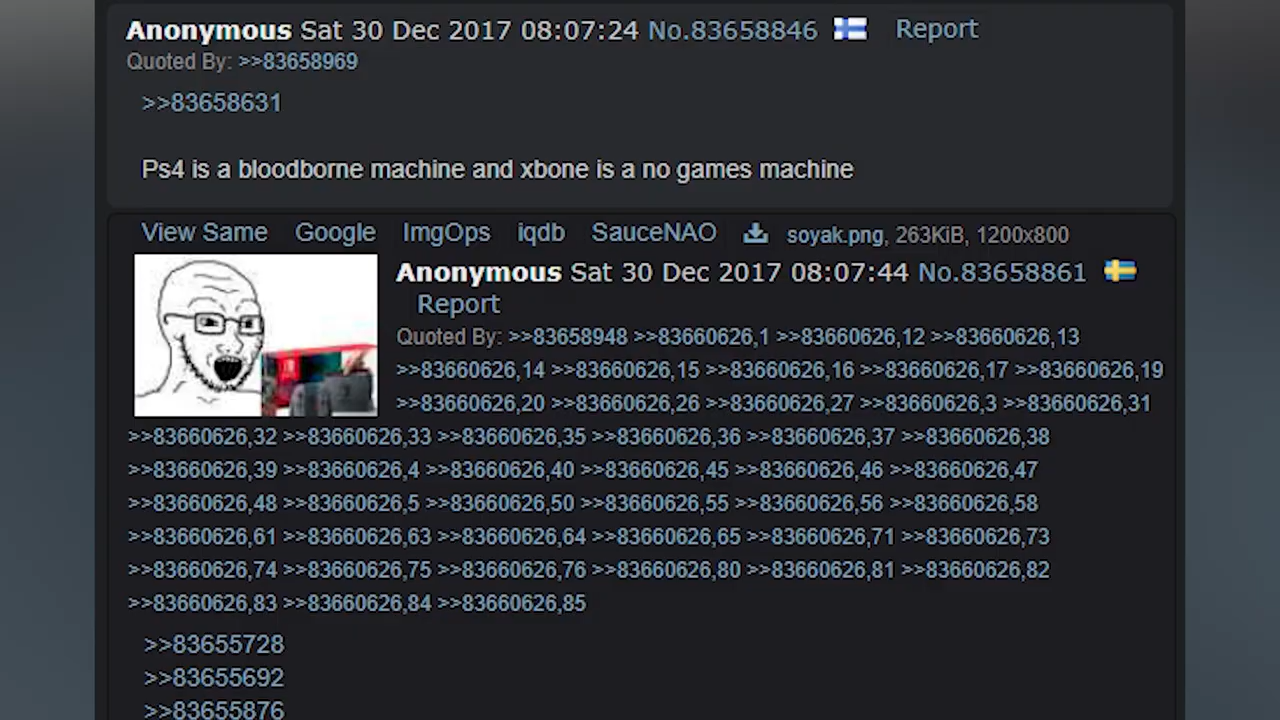 Anonymous Sat 30 Dec 2017 08:07:24 No.83658846 Report
Quoted By: >>83658969
>>83658631
Ps4 is a bloodborne machine and xbone is a no games machine
View Same Google ImgOps iqdb SauceNAO soyak.png, 263KiB, 1200x800
Anonymous Sat 30 Dec 2017 08:07:44 No.83658861
Report
Quoted By: >>83658948 >>83660626,1 >>83660626,12 >>83660626,13
>>83660626,14 >>83660626,15 >>83660626,16 >>83660626,17 >>83660626,19
>>83660626,20 >>83660626,26 >>83660626,27 >>83660626,3 >>83660626,31
>>83660626,32 >>83660626,33 >>83660626,35 >>83660626,36 >>83660626,37 >>83660626,38
>>83660626,39 >>83660626,4 >>83660626,40 >>83660626,45 >>83660626,46 >>83660626,47
>>83660626,48 >>83660626,5 >>83660626,50 >>83660626,55 >>83660626,56 >>83660626,58
>>83660626,61 >>83660626,63 >>83660626,64 >>83660626,65 >>83660626,71 >>83660626,73
>>83660626,74 >>83660626,75 >>83660626,76 >>83660626,80 >>83660626,81 >>83660626,82
>>83660626,83 >>83660626,84 >>83660626,85
>>83655728
>>83655692
>>83655876